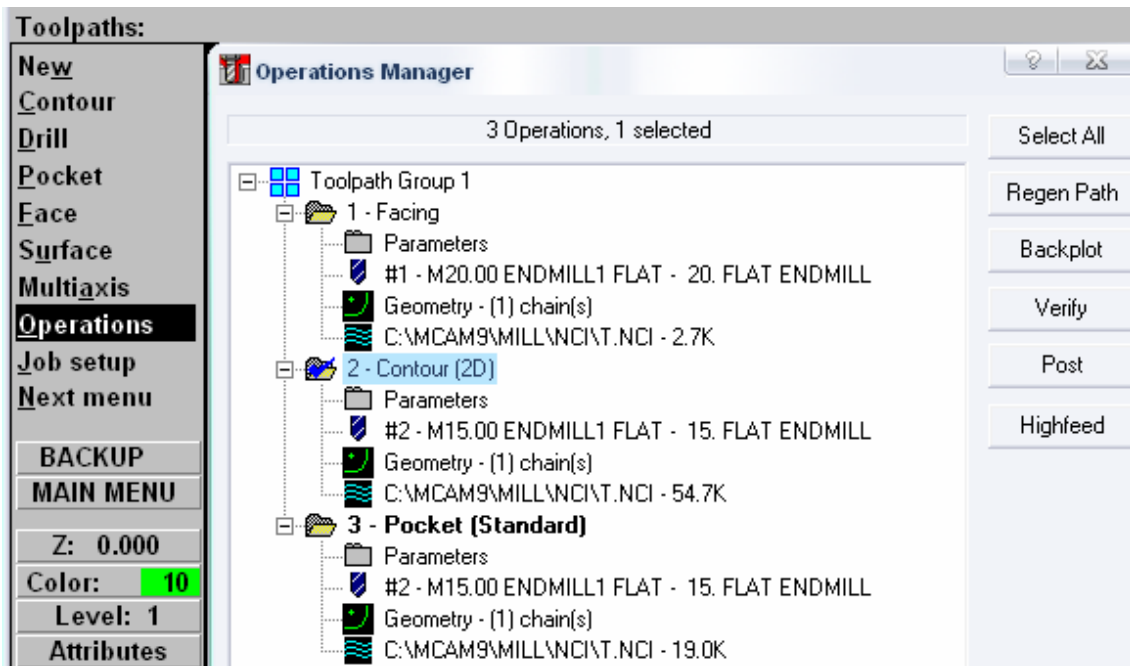 Toolpaths:
New
Contour
Drill
Pocket
Face
Surface
Multiaxis
Operations
Job setup
Next menu
BACKUP
MAIN MENU
Z: 0.000
Color: 10
Level: 1
Attributes
Operations Manager
?
3 Operations, 1 selected
Toolpath Group 1
1 - Facing
Parameters
#1 - M20.00 ENDMILL1 FLAT - 20. FLAT ENDMILL
Geometry - (1) chain(s)
C:\MCAM9\MILL\NCI\T.NCI - 2.7K
2 - Contour (2D)
Parameters
#2 - M15.00 ENDMILL1 FLAT - 15. FLAT ENDMILL
Geometry - (1) chain(s)
C:\MCAM9\MILL\NCI\T.NCI - 54.7K
3 - Pocket (Standard)
Parameters
#2 - M15.00 ENDMILL1 FLAT - 15. FLAT ENDMILL
Geometry - (1) chain(s)
C:\MCAM9\MILL\NCI\T.NCI - 19.0K
Select All
Regen Path
Backplot
Verify
Post
Highfeed